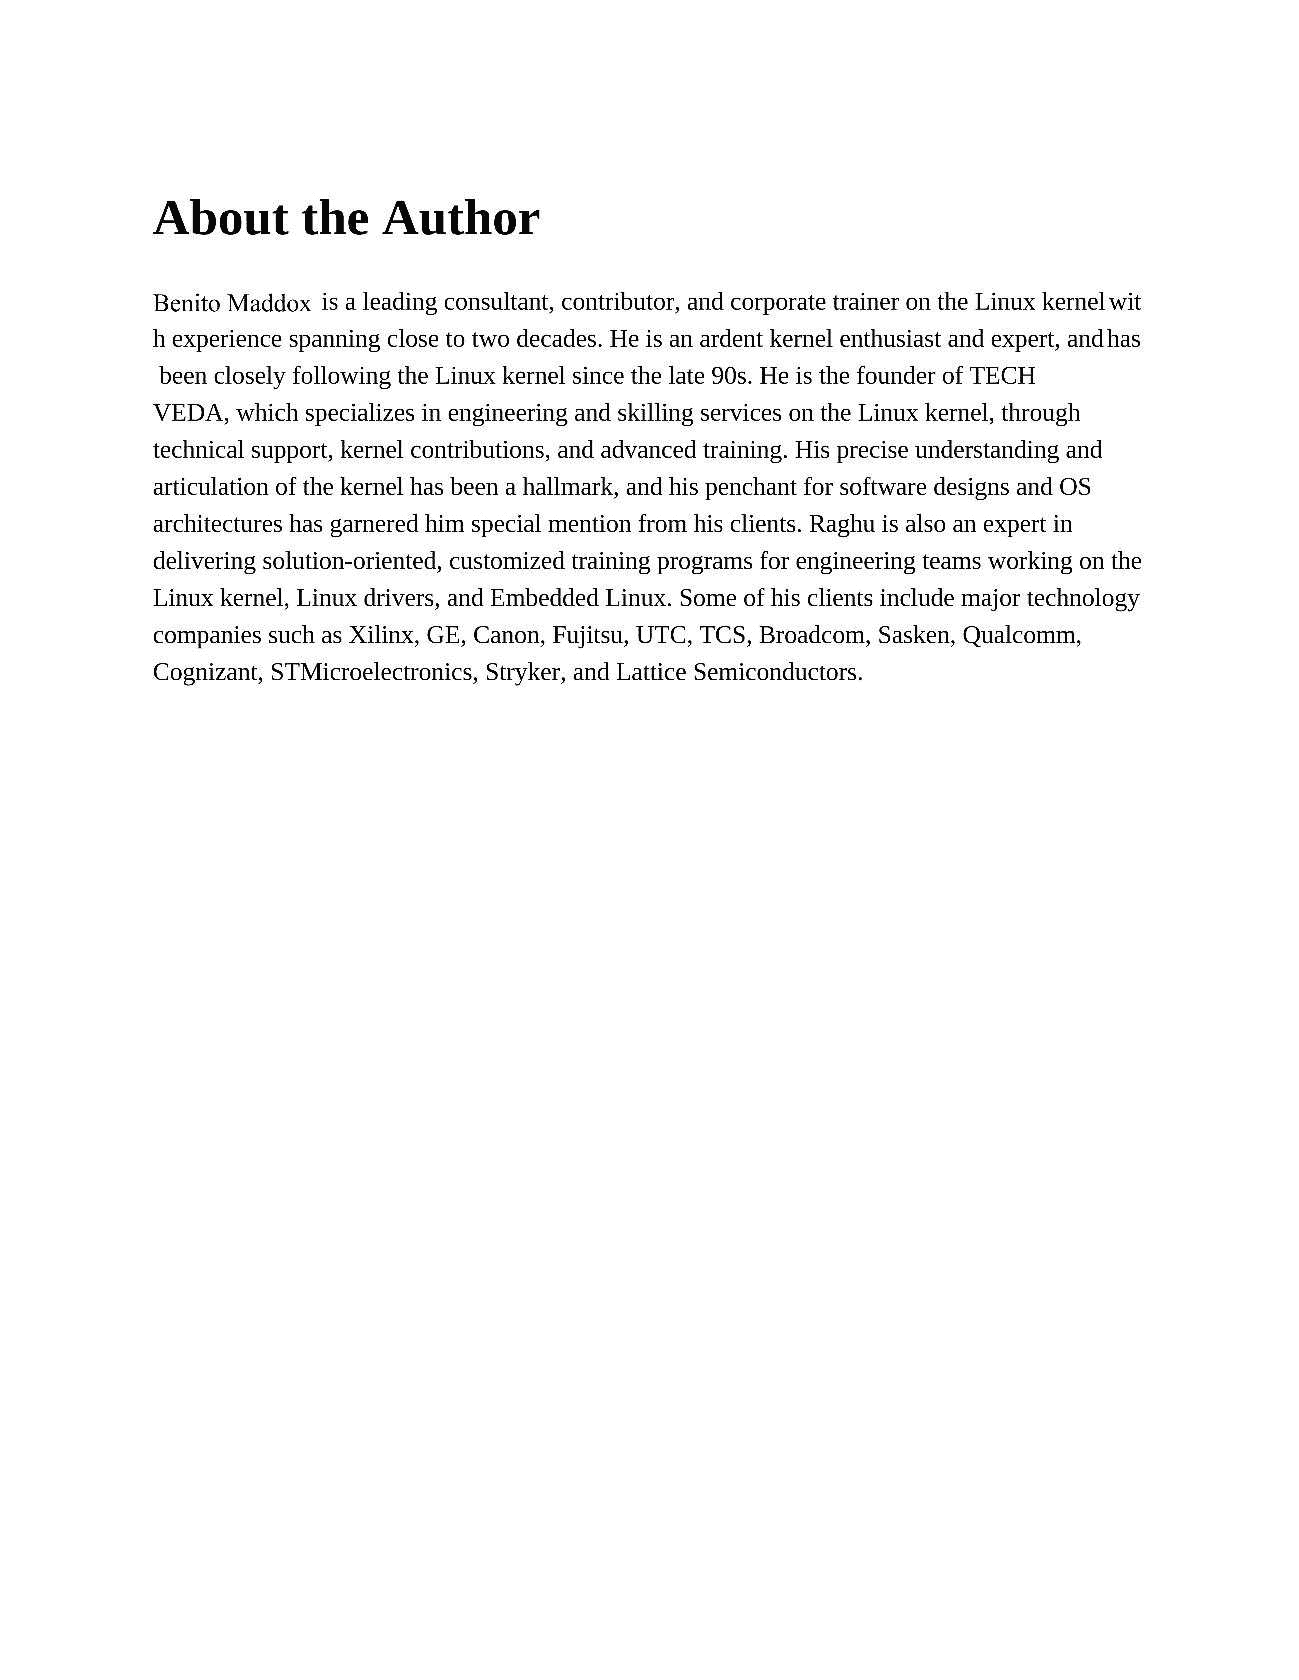 About the Author
Benito Maddox is a leading consultant, contributor, and corporate trainer on the Linux kernel wit
h experience spanning close to two decades. He is an ardent kernel enthusiast and expert, and has
been closely following the Linux kernel since the late 90s. He is the founder of TECH
VEDA, which specializes in engineering and skilling services on the Linux kernel, through
technical support, kernel contributions, and advanced training. His precise understanding and
articulation of the kernel has been a hallmark, and his penchant for software designs and OS
architectures has garnered him special mention from his clients. Raghu is also an expert in
delivering solution-oriented, customized training programs for engineering teams working on the
Linux kernel, Linux drivers, and Embedded Linux. Some of his clients include major technology
companies such as Xilinx, GE, Canon, Fujitsu, UTC, TCS, Broadcom, Sasken, Qualcomm,
Cognizant, STMicroelectronics, Stryker, and Lattice Semiconductors.